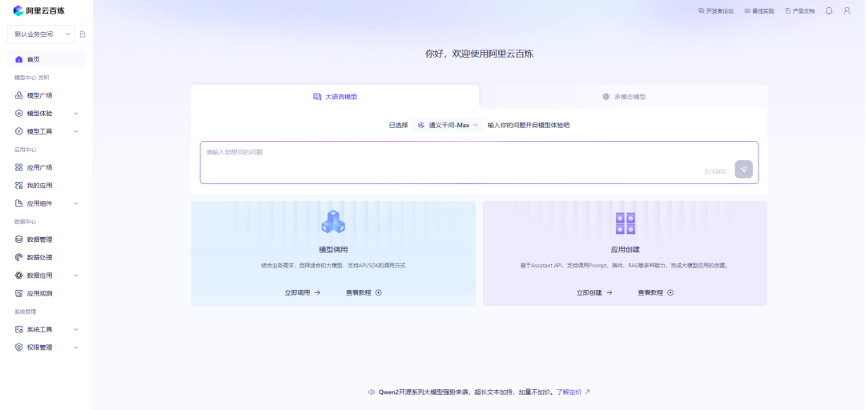 阿里云百炼
开发者论坛 最佳实践 产品文档
默认业务空间
首页
模型中心
模型广场
模型体验
模型工具
应用中心
应用广场
我的应用
应用组件
数据中心
数据管理
数据处理
数据应用
应用观测
系统管理
系统工具
权限管理
你好，欢迎使用阿里云百炼
大语言模型 多模态模型
已选择 通义千问-Max 输入你的问题开启模型体验吧
请输入您想问的问题
0/6000
模型调用
结合业务需求，选择适合的大模型，支持API/SDK的调用方式
立即调用 → 查看教程
应用创建
基于Assistant API，支持调用Prompt、插件、RAG等多种能力，完成大模型应用的创建。
立即创建 → 查看教程
Qwen2开源系列大模型强势来袭，超长文本加持，加量不加价。了解定价